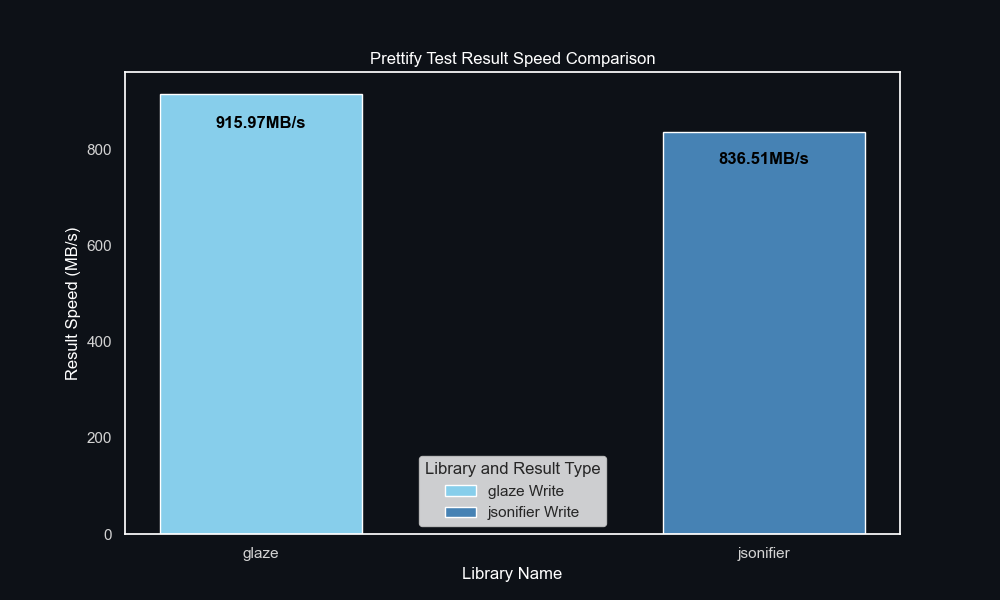 Prettify Test Result Speed Comparison
915.97MB/s
836.51MB/s
800
600
400
200
0
Result Speed (MB/s)
Library and Result Type
glaze Write
jsonifier Write
glaze
jsonifier
Library Name